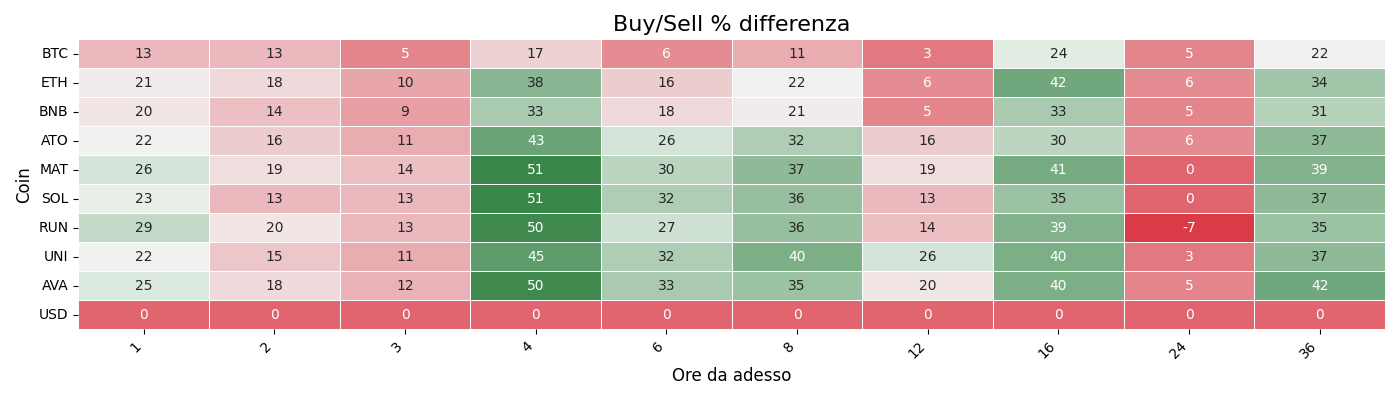 Buy/Sell % differenza
Coin
BTC 13 13 5 17 6 11 3 24 5 22
ETH 21 18 10 38 16 22 6 42 6 34
BNB 20 14 9 33 18 21 5 33 5 31
ATO 22 16 11 43 26 32 16 30 6 37
MAT 26 19 14 51 30 37 19 41 0 39
SOL 23 13 13 51 32 36 13 35 0 37
RUN 29 20 13 50 27 36 14 39 -7 35
UNI 22 15 11 45 32 40 26 40 3 37
AVA 25 18 12 50 33 35 20 40 5 42
USD 0 0 0 0 0 0 0 0 0 0
1 2 3 4 6 8 12 16 24 36
Ore da adesso